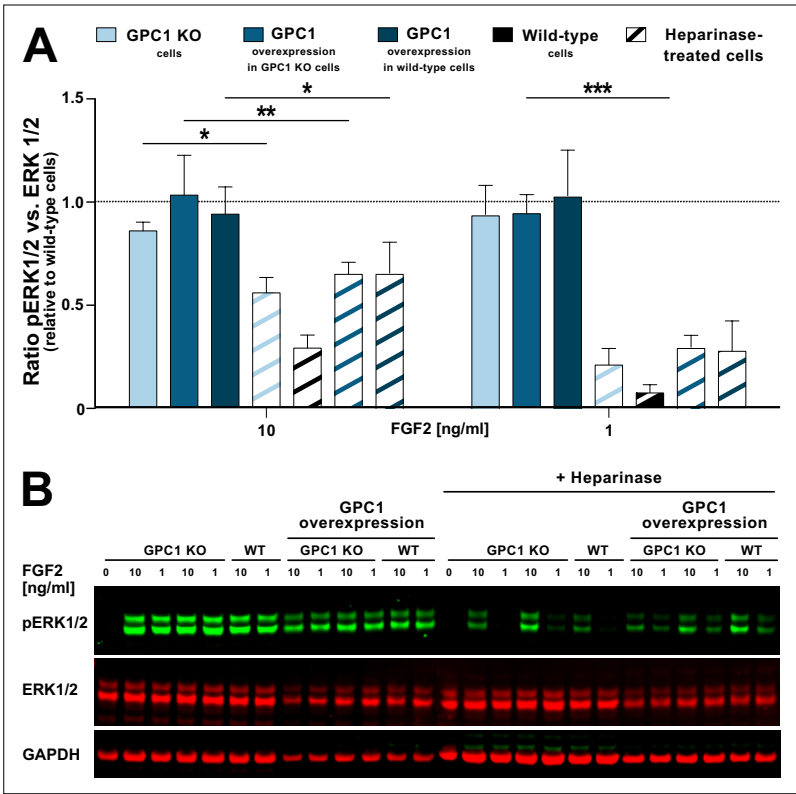 A
GPC1 KO
cells
GPC1
overexpression
in GPC1 KO cells
GPC1
overexpression
in wild-type cells
Wild-type
cells
Heparinase-
treated cells
Ratio pERK1/2 vs. ERK 1/2
(relative to wild-type cells)
1.5
1.0
0.5
0
*
**
*
***
10
FGF2 [ng/ml]
1
B
+ Heparinase
GPC1
overexpression
GPC1
overexpression
GPC1 KO WT GPC1 KO WT GPC1 KO WT GPC1 KO WT
FGF2
[ng/ml]
0 10 1 10 1 10 1 10 1 10 1 10 1 0 10 1 10 1 10 1 10 1 10 1 10 1
pERK1/2
ERK1/2
GAPDH